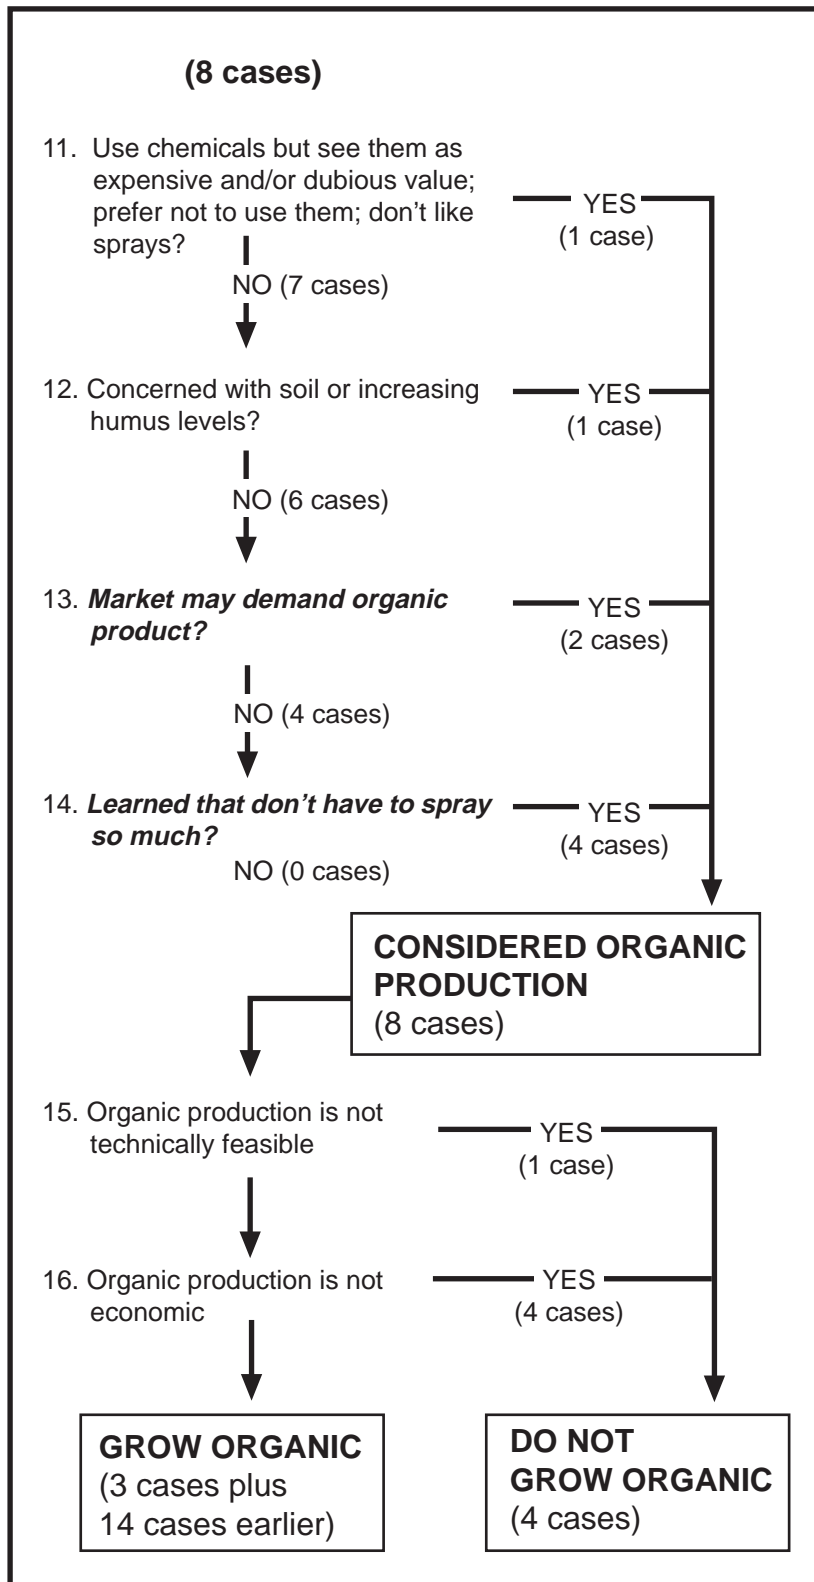 (8 cases)
11. Use chemicals but see them as
expensive and/or dubious value;
prefer not to use them; don't like
sprays?
YES
(1 case)
NO (7 cases)
12. Concerned with soil or increasing
humus levels?
YES
(1 case)
NO (6 cases)
13. Market may demand organic
product?
YES
(2 cases)
NO (4 cases)
14. Learned that don't have to spray
so much?
YES
(4 cases)
NO (0 cases)
CONSIDERED ORGANIC
PRODUCTION
(8 cases)
15. Organic production is not
technically feasible
YES
(1 case)
16. Organic production is not
economic
YES
(4 cases)
GROW ORGANIC
(3 cases plus
14 cases earlier)
DO NOT
GROW ORGANIC
(4 cases)